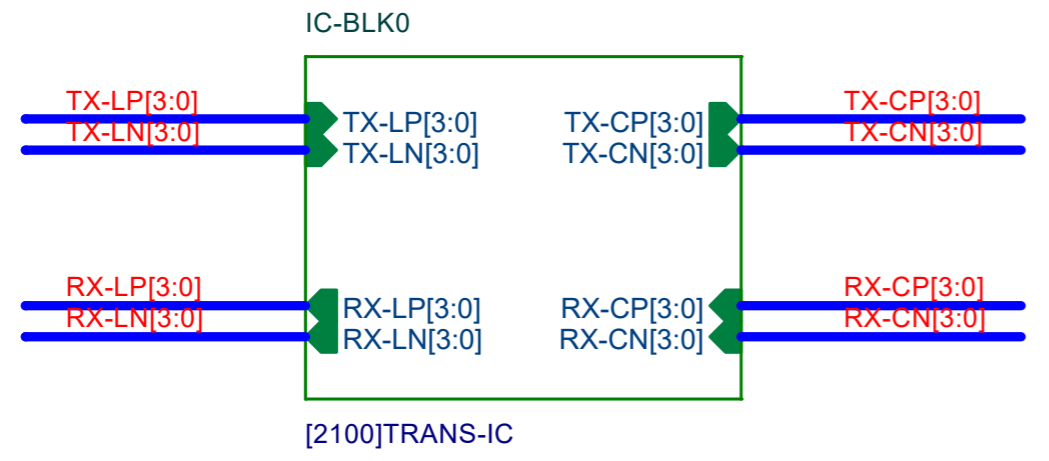 IC-BLK0
TX-LP[3:0]
TX-LN[3:0]
TX-LP[3:0]
TX-LN[3:0]
TX-CP[3:0]
TX-CN[3:0]
TX-CP[3:0]
TX-CN[3:0]
RX-LP[3:0]
RX-LN[3:0]
RX-LP[3:0]
RX-LN[3:0]
RX-CP[3:0]
RX-CN[3:0]
RX-CP[3:0]
RX-CN[3:0]
[2100]TRANS-IC